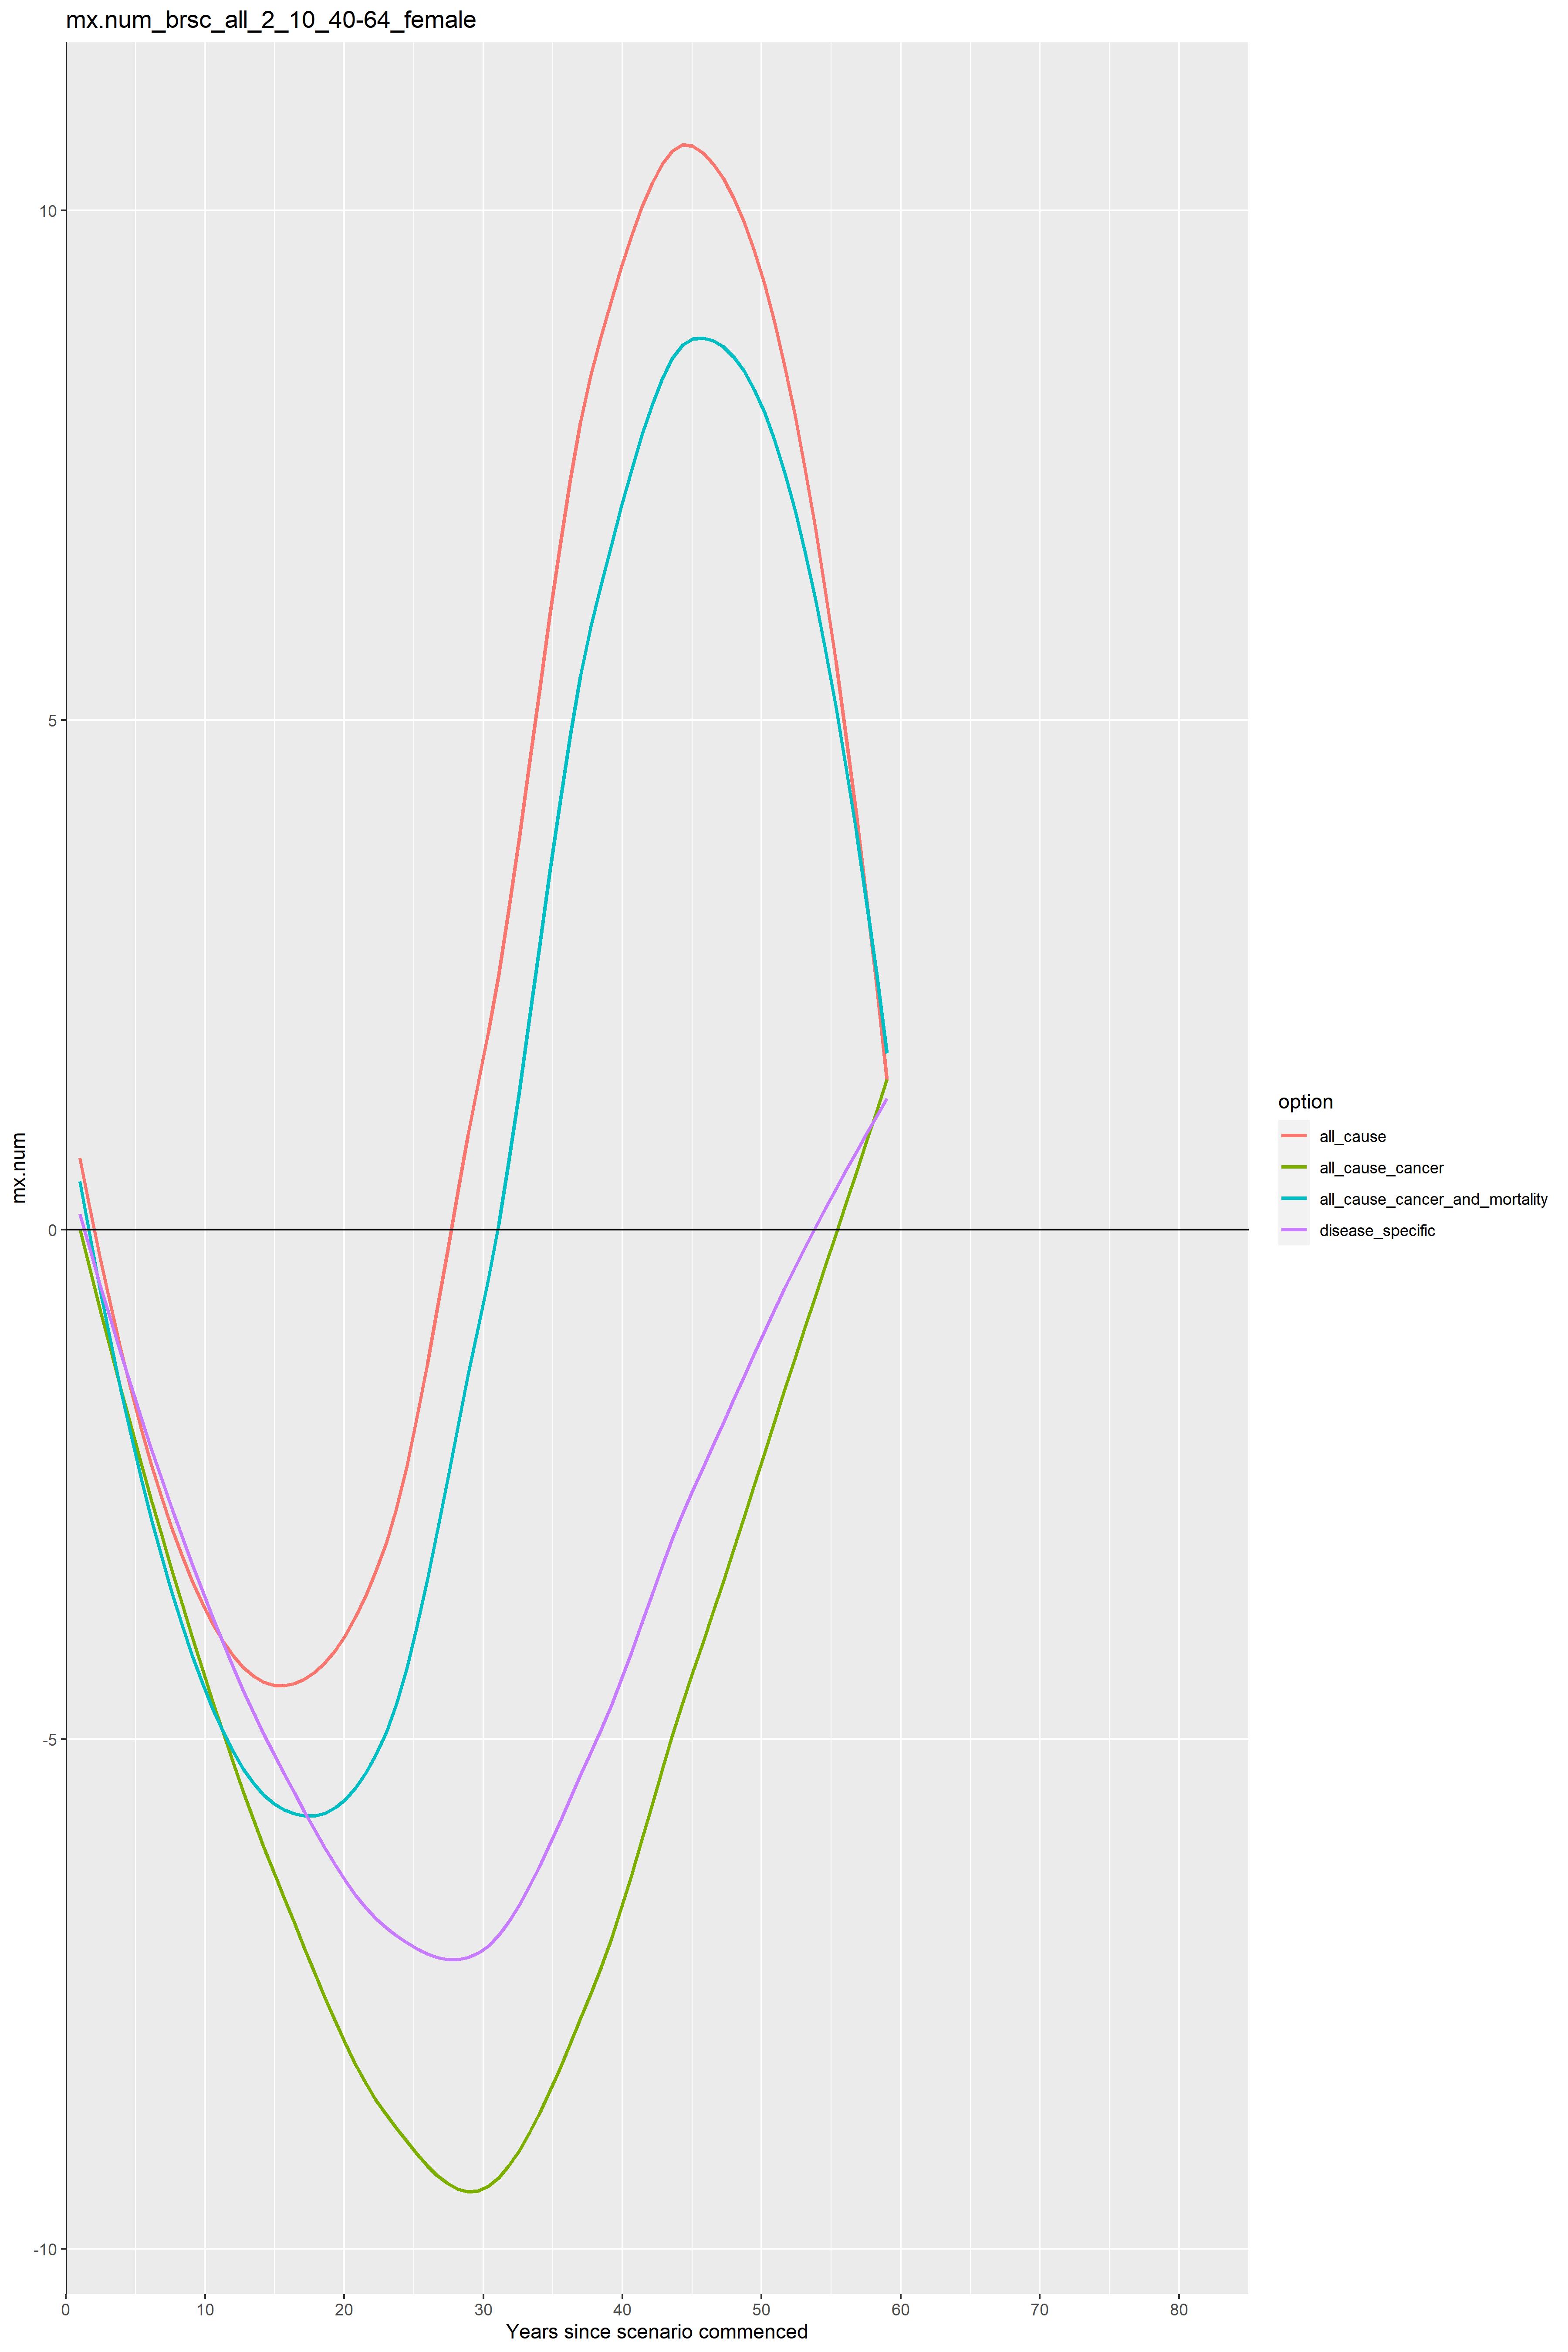 mx.num_brsc_all_2_10_40-64_female
mx.num
10
5
0
-5
-10
0 10 20 30 40 50 60 70 80
Years since scenario commenced
option
all_cause
all_cause_cancer
all_cause_cancer_and_mortality
disease_specific